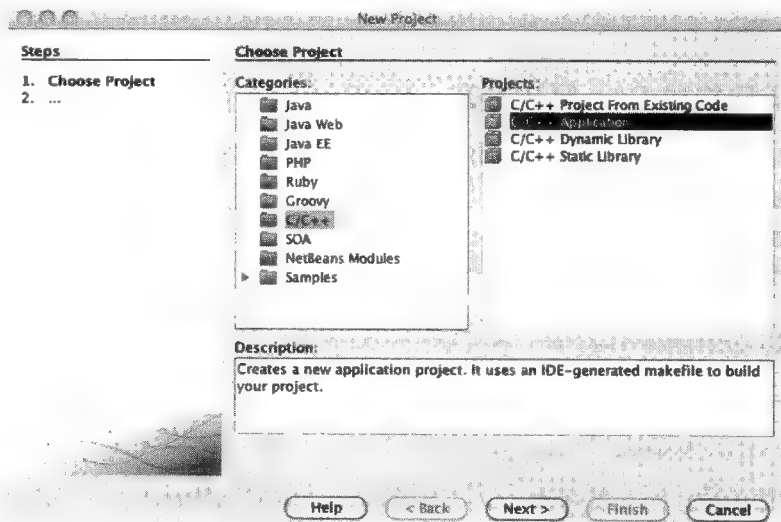 New Project
Steps
1. Choose Project
2. ...
Choose Project
Categories:
Java
Java Web
Java EE
PHP
Ruby
Groovy
C/C++
SOA
NetBeans Modules
Samples
Projects:
C/C++ Project From Existing Code
C/C++ Application
C/C++ Dynamic Library
C/C++ Static Library
Description:
Creates a new application project. It uses an IDE-generated makefile to build
your project.
Help
< Back
Next >
Finish
Cancel